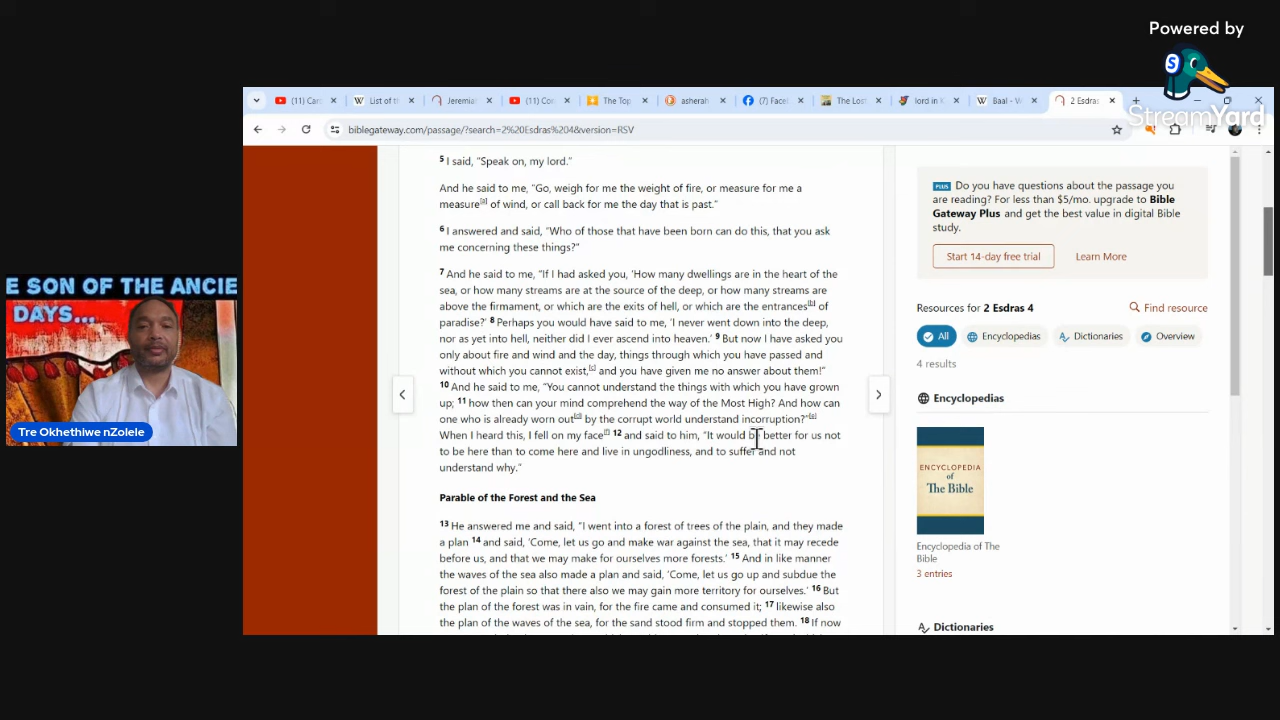 Powered by
StreamYard
(11) Car
List of th
Jeremia
(11) Co
The Top
asherah
(7) Face
The Lost
lord in
Baal - W
2 Esdras
biblegateway.com/passage/?search=2%20Esdras%204&version=RSV
5 I said, “Speak on, my lord.”
And he said to me, “Go, weigh for me the weight of fire, or measure for me a
measure[a] of wind, or call back for me the day that is past.”
6 I answered and said, “Who of those that have been born can do this, that you ask
me concerning these things?”
7 And he said to me, “If I had asked you, ‘How many dwellings are in the heart of the
sea, or how many streams are at the source of the deep, or how many streams are
above the firmament, or which are the exits of hell, or which are the entrances[b] of
paradise?’ 8 Perhaps you would have said to me, ‘I never went down into the deep,
nor as yet into hell, neither did I ever ascend into heaven.’ 9 But now I have asked you
only about fire and wind and the day, things through which you have passed and
without which you cannot exist,[c] and you have given me no answer about them!”
10 And he said to me, “You cannot understand the things with which you have grown
up; 11 how then can your mind comprehend the way of the Most High? And how can
one who is already worn out[d] by the corrupt world understand incorruption?”[e]
When I heard this, I fell on my face[f] 12 and said to him, “It would be better for us not
to be here than to come here and live in ungodliness, and to suffer and not
understand why.”
Parable of the Forest and the Sea
13 He answered me and said, “I went into a forest of trees of the plain, and they made
a plan 14 and said, ‘Come, let us go and make war against the sea, that it may recede
before us, and that we may make for ourselves more forests.’ 15 And in like manner
the waves of the sea also made a plan and said, ‘Come, let us go up and subdue the
forest of the plain so that there also we may gain more territory for ourselves.’ 16 But
the plan of the forest was in vain, for the fire came and consumed it; 17 likewise also
the plan of the waves of the sea, for the sand stood firm and stopped them. 18 If now
PLUS Do you have questions about the passage you
are reading? For less than $5/mo. upgrade to Bible
Gateway Plus and get the best value in digital Bible
study.
Start 14-day free trial
Learn More
Resources for 2 Esdras 4
Find resource
All
Encyclopedias
Dictionaries
Overview
4 results
Encyclopedias
ENCYCLOPEDIA
of
The Bible
Encyclopedia of The
Bible
3 entries
Dictionaries
E SON OF THE ANCIE
DAYS...
Tre Okhethiwe nZolele